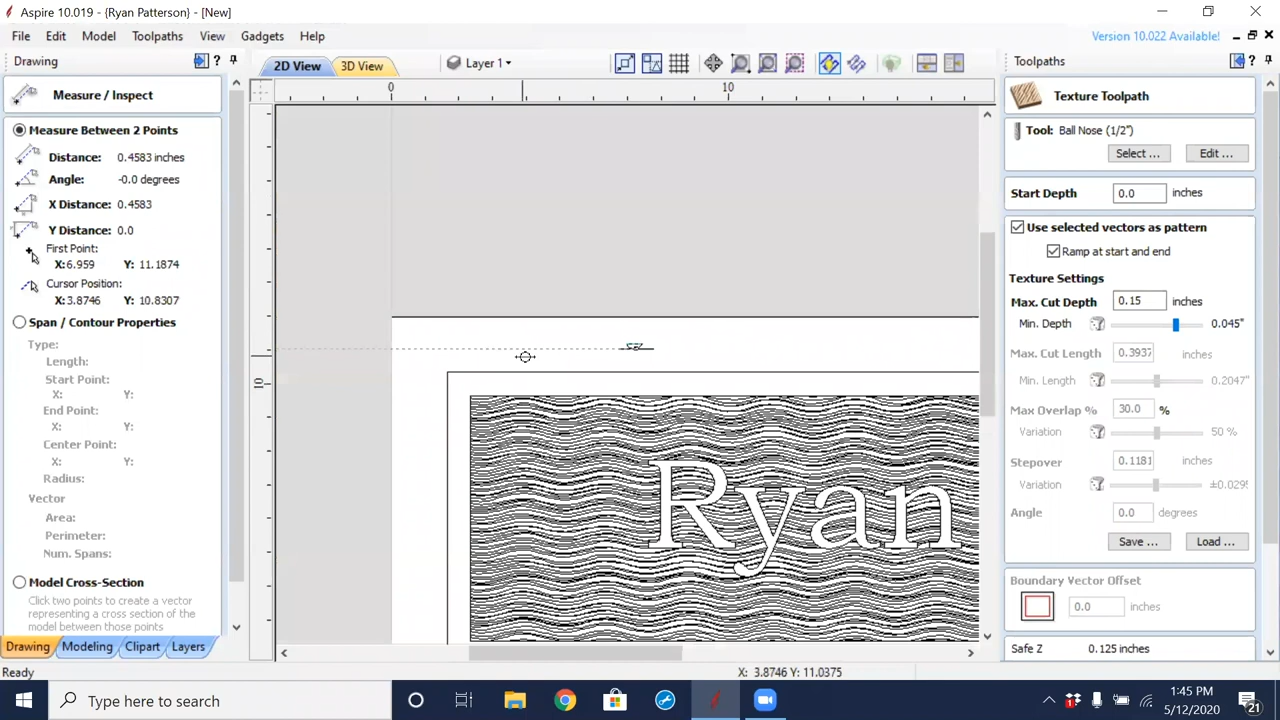 Aspire 10.019 - {Ryan Patterson} - [New]
File Edit Model Toolpaths View Gadgets Help
Version 10.022 Available!
Drawing
?
2D View
3D View
Layer 1
Toolpaths
?
Measure / Inspect
Measure Between 2 Points
Distance: 0.4583 inches
Angle: -0.0 degrees
X Distance: 0.4583
Y Distance: 0.0
First Point:
X:6.959 Y: 11.1874
Cursor Position:
X:3.8746 Y: 10.8307
Span / Contour Properties
Type:
Length:
Start Point:
X: Y:
End Point:
X: Y:
Center Point:
X: Y:
Radius:
Vector
Area:
Perimeter:
Num. Spans:
Model Cross-Section
Click two points to create a vector
representing a cross section of the
model between those points
Drawing Modeling Clipart Layers
0 10
10
Ryan
Texture Toolpath
Tool: Ball Nose (1/2")
Select ... Edit ...
Start Depth 0.0 inches
Use selected vectors as pattern
Ramp at start and end
Texture Settings
Max. Cut Depth 0.15 inches
Min. Depth 0.045"
Max. Cut Length 0.3937 inches
Min. Length 0.2047"
Max Overlap % 30.0 %
Variation 50 %
Stepover 0.1181 inches
Variation ±0.0295
Angle 0.0 degrees
Save ... Load ...
Boundary Vector Offset
0.0 inches
Safe Z 0.125 inches
Ready
X: 3.8746 Y: 11.0375
Type here to search
1:45 PM
5/12/2020
21